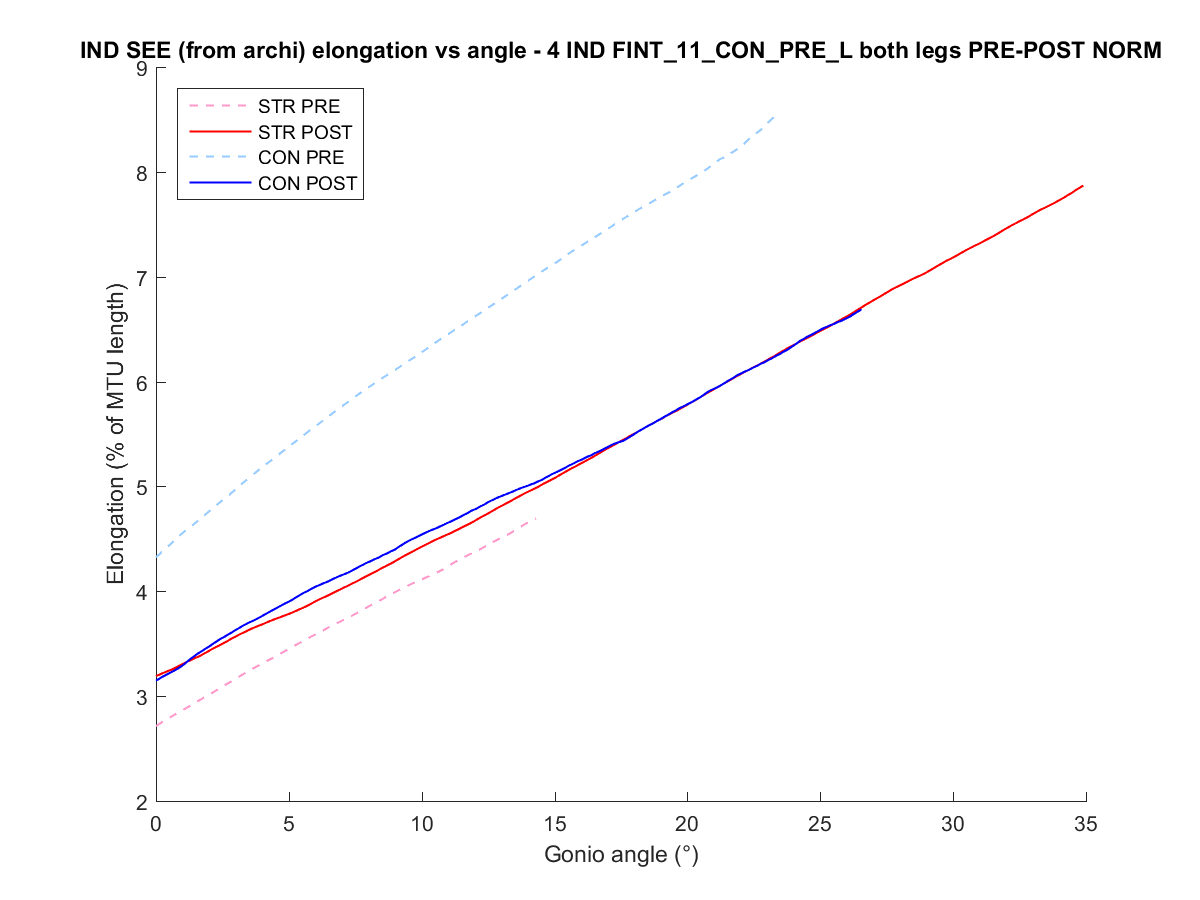 IND SEE (from archi) elongation vs angle - 4 IND FINT_11_CON_PRE_L both legs PRE-POST NORM
STR PRE
STR POST
CON PRE
CON POST
Elongation (% of MTU length)
9
8
7
6
5
4
3
2
0 5 10 15 20 25 30 35
Gonio angle (°)